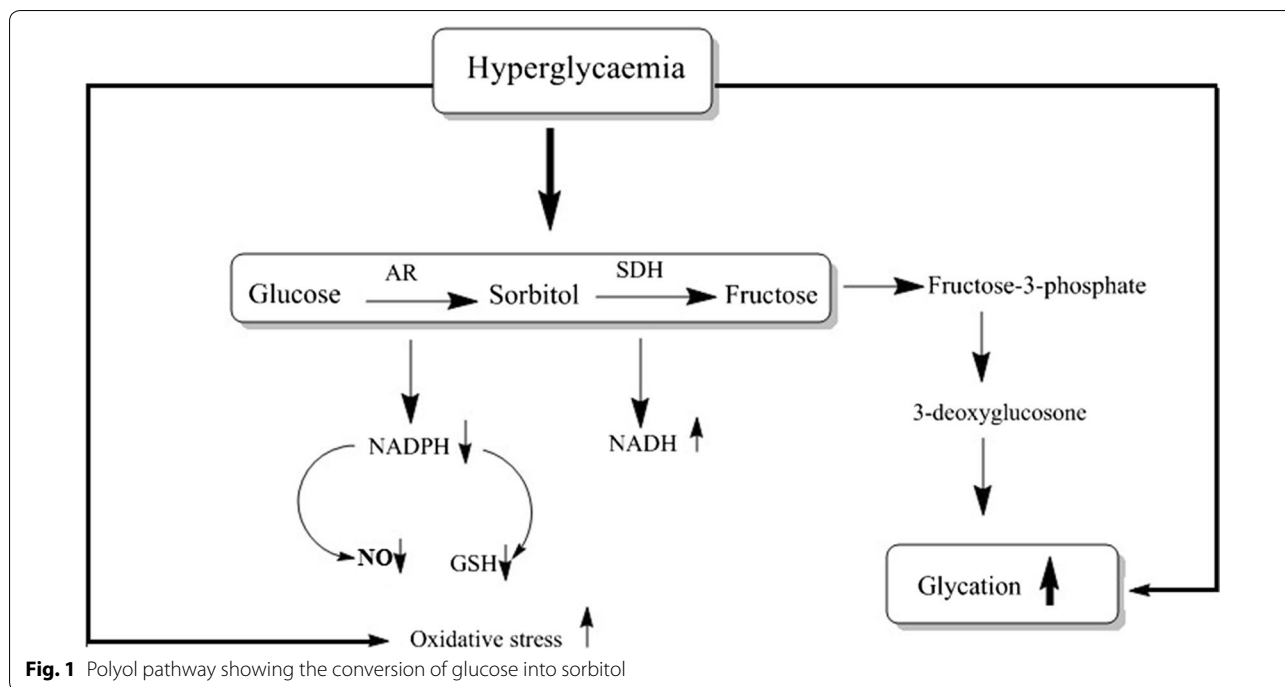 Hyperglycaemia
AR
SDH
Glucose Sorbitol Fructose
Fructose-3-phosphate
3-deoxyglucosone
NADPH
NADH
NO
GSH
Glycation
Oxidative stress
Fig. 1 Polyol pathway showing the conversion of glucose into sorbitol